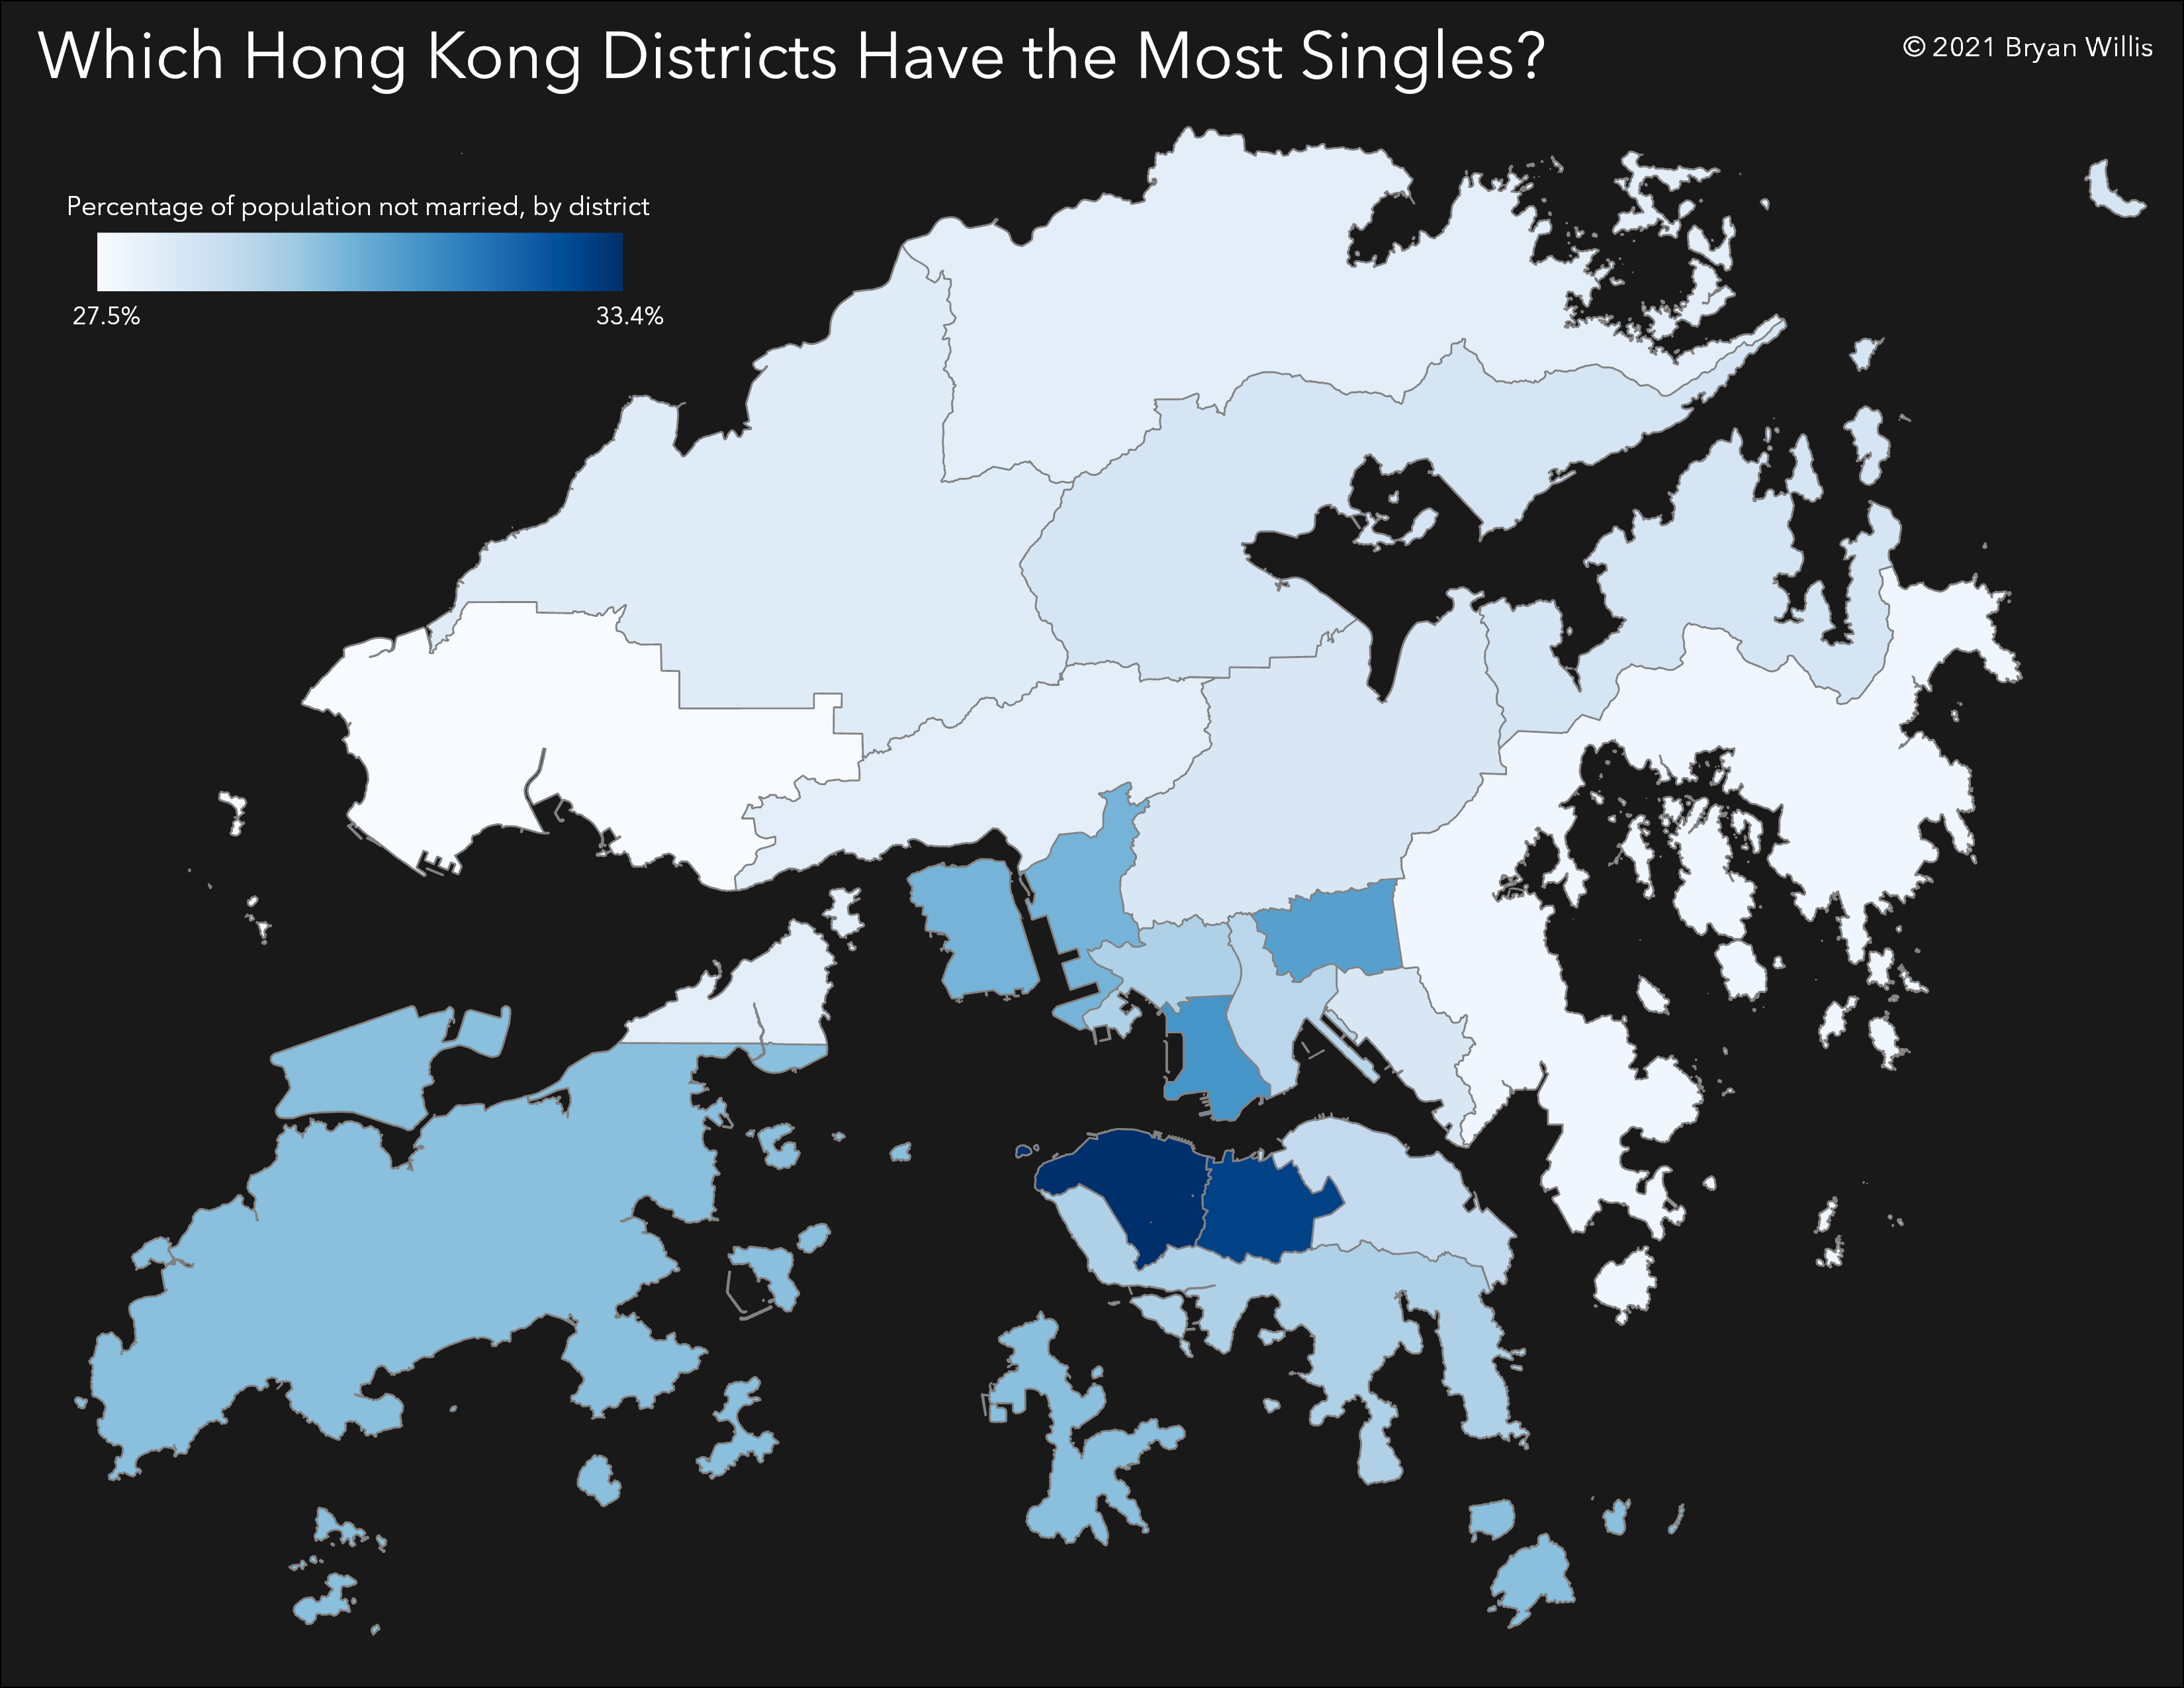 Which Hong Kong Districts Have the Most Singles?
© 2021 Bryan Willis
Percentage of population not married, by district
27.5%
33.4%